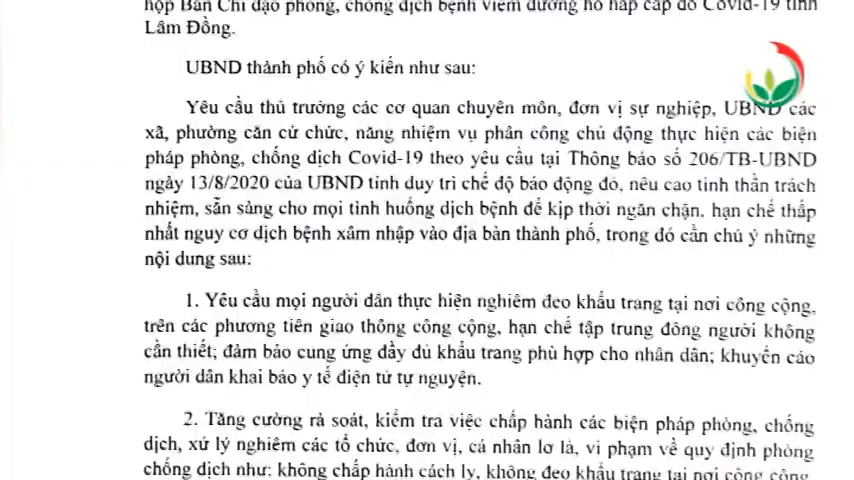 họp Ban Chỉ đạo phòng, chống dịch bệnh viêm đường hô hấp cấp do Covid-19 tỉnh
Lâm Đồng.
UBND thành phố có ý kiến như sau:
Yêu cầu thủ trưởng các cơ quan chuyên môn, đơn vị sự nghiệp, UBND các
xã, phường căn cứ chức, năng nhiệm vụ phân công chủ động thực hiện các biện
pháp phòng, chống dịch Covid-19 theo yêu cầu tại Thông báo số 206/TB-UBND
ngày 13/8/2020 của UBND tỉnh duy trì chế độ báo động đỏ, nêu cao tinh thần trách
nhiệm, sẵn sàng cho mọi tình huống dịch bệnh để kịp thời ngăn chặn, hạn chế thấp
nhất nguy cơ dịch bệnh xâm nhập vào địa bàn thành phố, trong đó cần chú ý những
nội dung sau:
1. Yêu cầu mọi người dân thực hiện nghiêm đeo khẩu trang tại nơi công cộng,
trên các phương tiện giao thông công cộng, hạn chế tập trung đông người không
cần thiết; đảm bảo cung ứng đầy đủ khẩu trang phù hợp cho nhân dân; khuyến cáo
người dân khai báo y tế điện tử tự nguyện.
2. Tăng cường rà soát, kiểm tra việc chấp hành các biện pháp phòng, chống
dịch, xử lý nghiêm các tổ chức, đơn vị, cá nhân lơ là, vi phạm về quy định phòng
chống dịch như: không chấp hành cách ly, không đeo khẩu trang tại nơi công cộng,